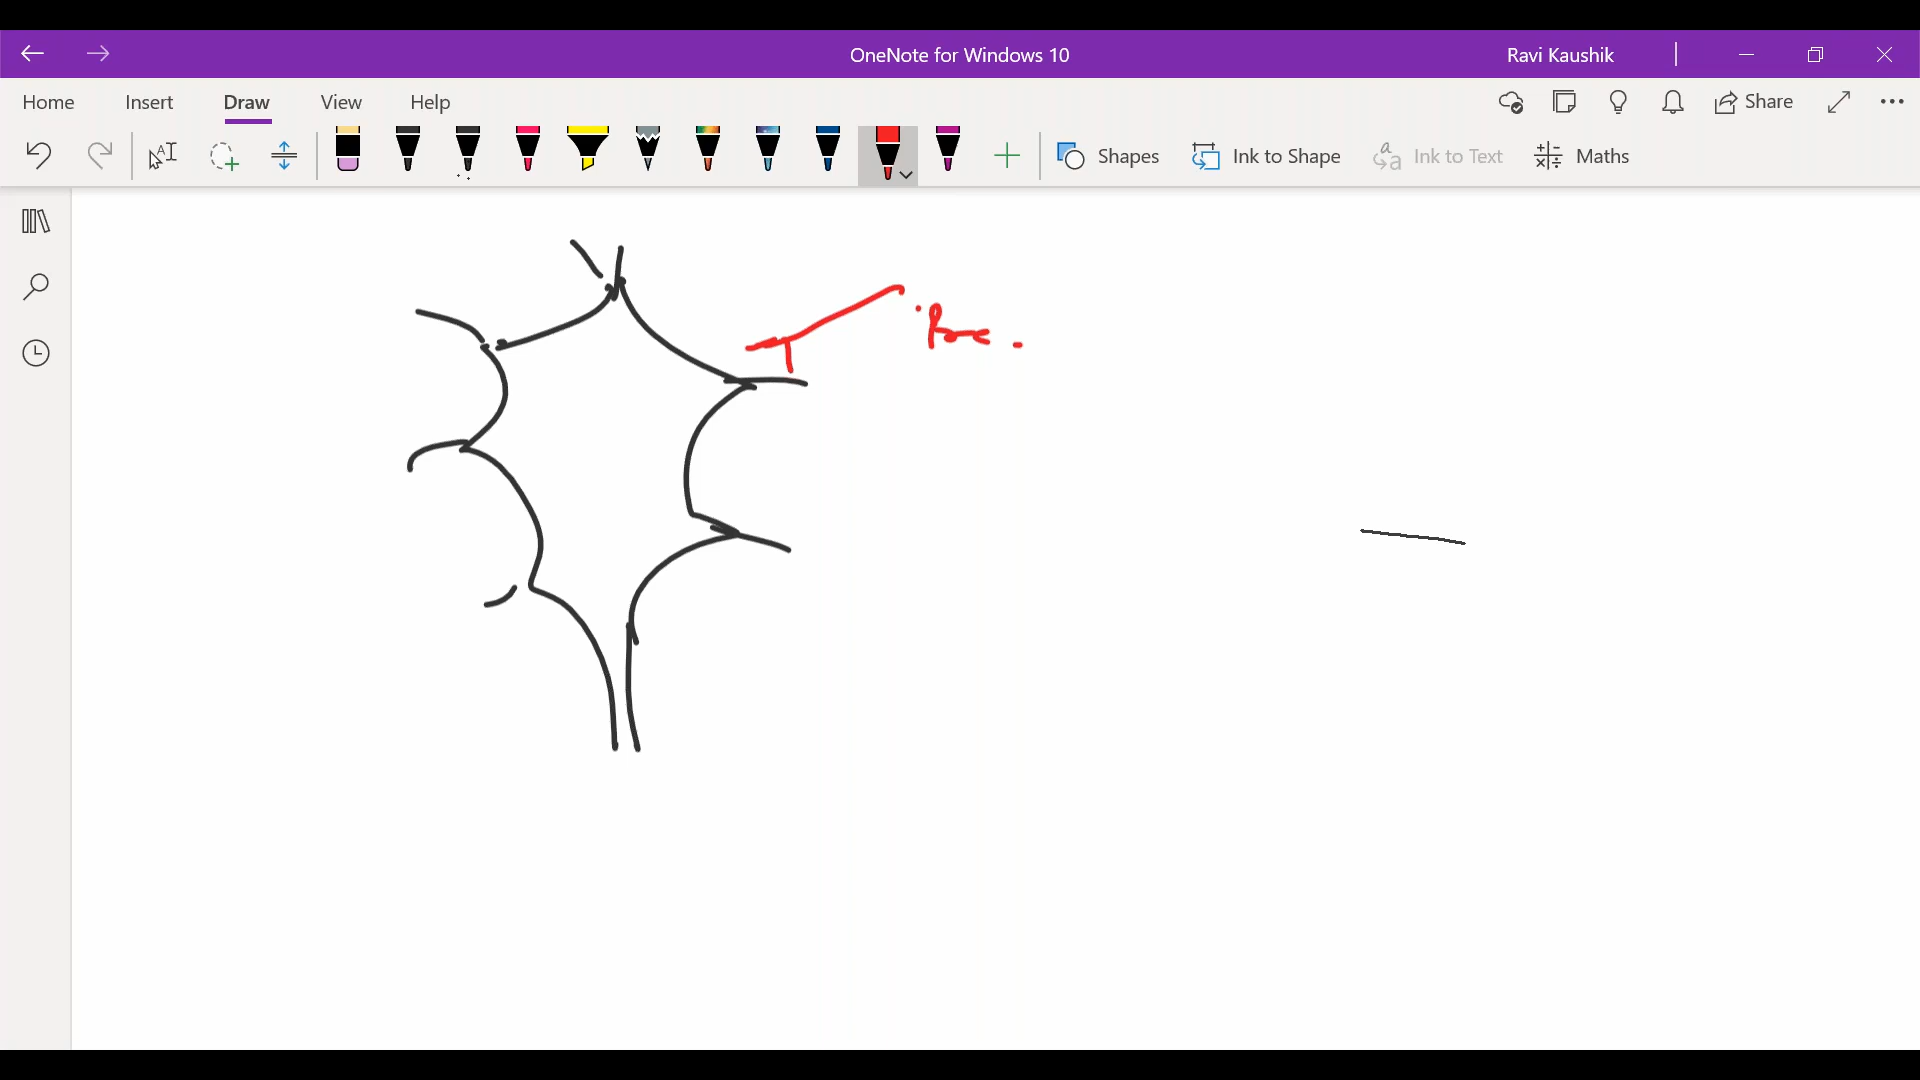 OneNote for Windows 10
Ravi Kaushik
Home Insert Draw View Help
Share
Shapes Ink to Shape Ink to Text Maths